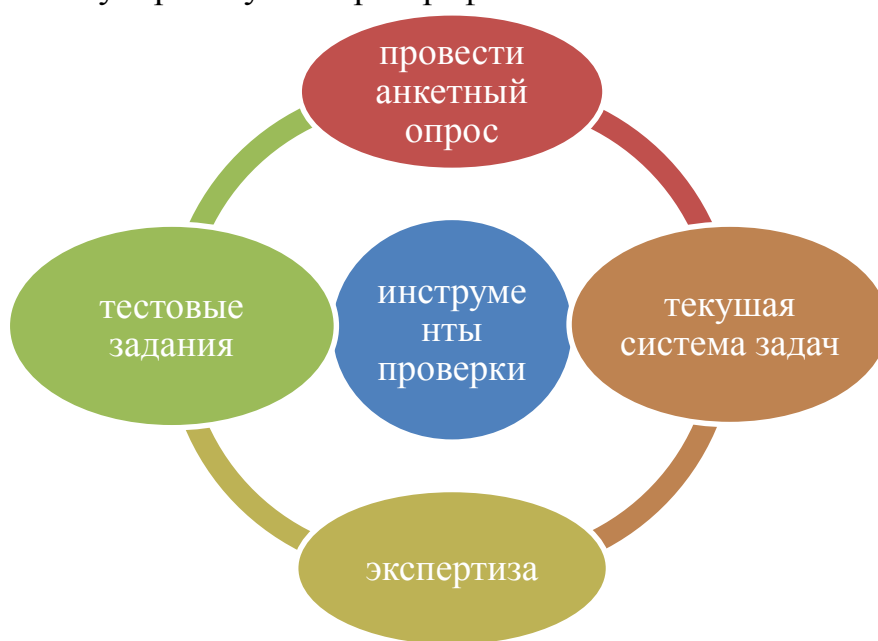 провести
анкетный
опрос
тестовые
задания
инструме
нты
проверки
текушая
система задач
экспертиза